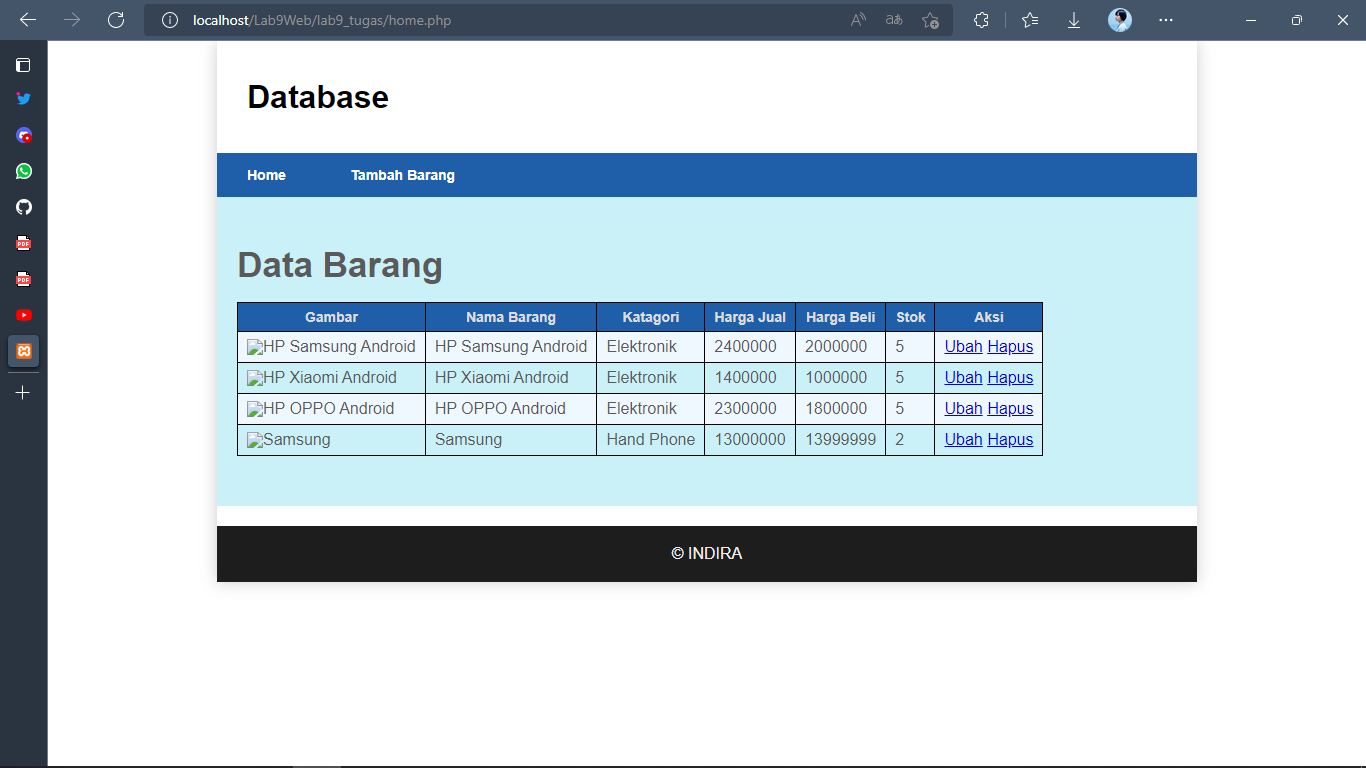 localhost/Lab9Web/lab9_tugas/home.php
Database
Home Tambah Barang
Data Barang
Gambar Nama Barang Katagori Harga Jual Harga Beli Stok Aksi
HP Samsung Android HP Samsung Android Elektronik 2400000 2000000 5 Ubah Hapus
HP Xiaomi Android HP Xiaomi Android Elektronik 1400000 1000000 5 Ubah Hapus
HP OPPO Android HP OPPO Android Elektronik 2300000 1800000 5 Ubah Hapus
Samsung Samsung Hand Phone 13000000 13999999 2 Ubah Hapus
© INDIRA